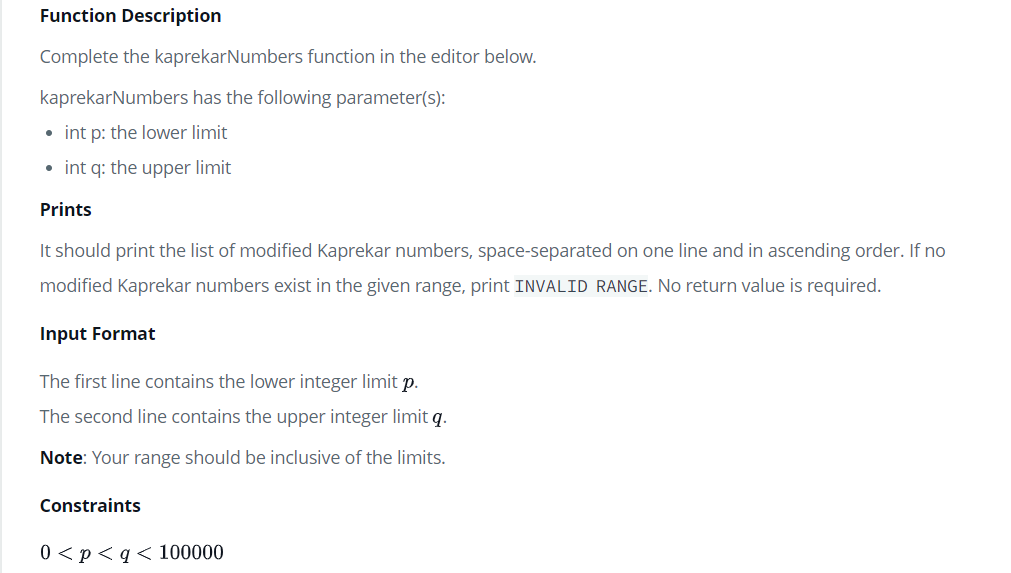 Function Description
Complete the kaprekarNumbers function in the editor below.
kaprekarNumbers has the following parameter(s):
• int p: the lower limit
• int q: the upper limit
Prints
It should print the list of modified Kaprekar numbers, space-separated on one line and in ascending order. If no
modified Kaprekar numbers exist in the given range, print INVALID RANGE. No return value is required.
Input Format
The first line contains the lower integer limit p.
The second line contains the upper integer limit q.
Note: Your range should be inclusive of the limits.
Constraints
0 < p < q < 100000